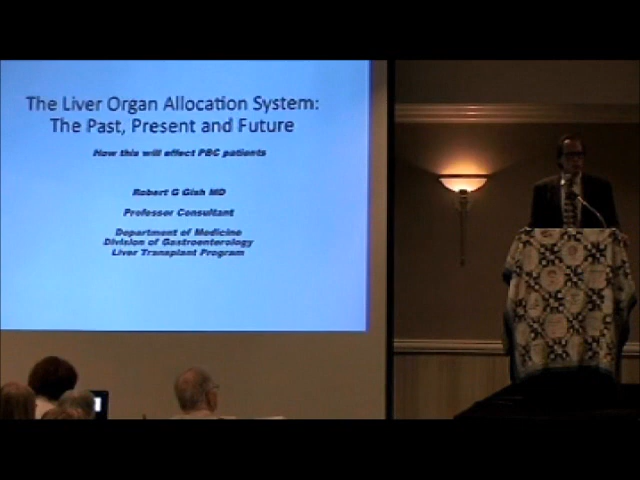 The Liver Organ Allocation System:
The Past, Present and Future
How this will effect PBC patients
Robert G Gish MD
Professor Consultant
Department of Medicine
Division of Gastroenterology
Liver Transplant Program